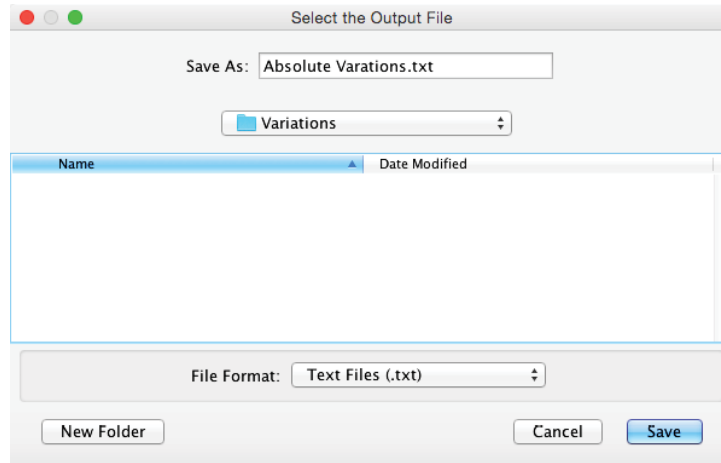 Select the Output File
Save As: Absolute Varations.txt
Variations
Name Date Modified
File Format: Text Files (.txt)
New Folder Cancel Save